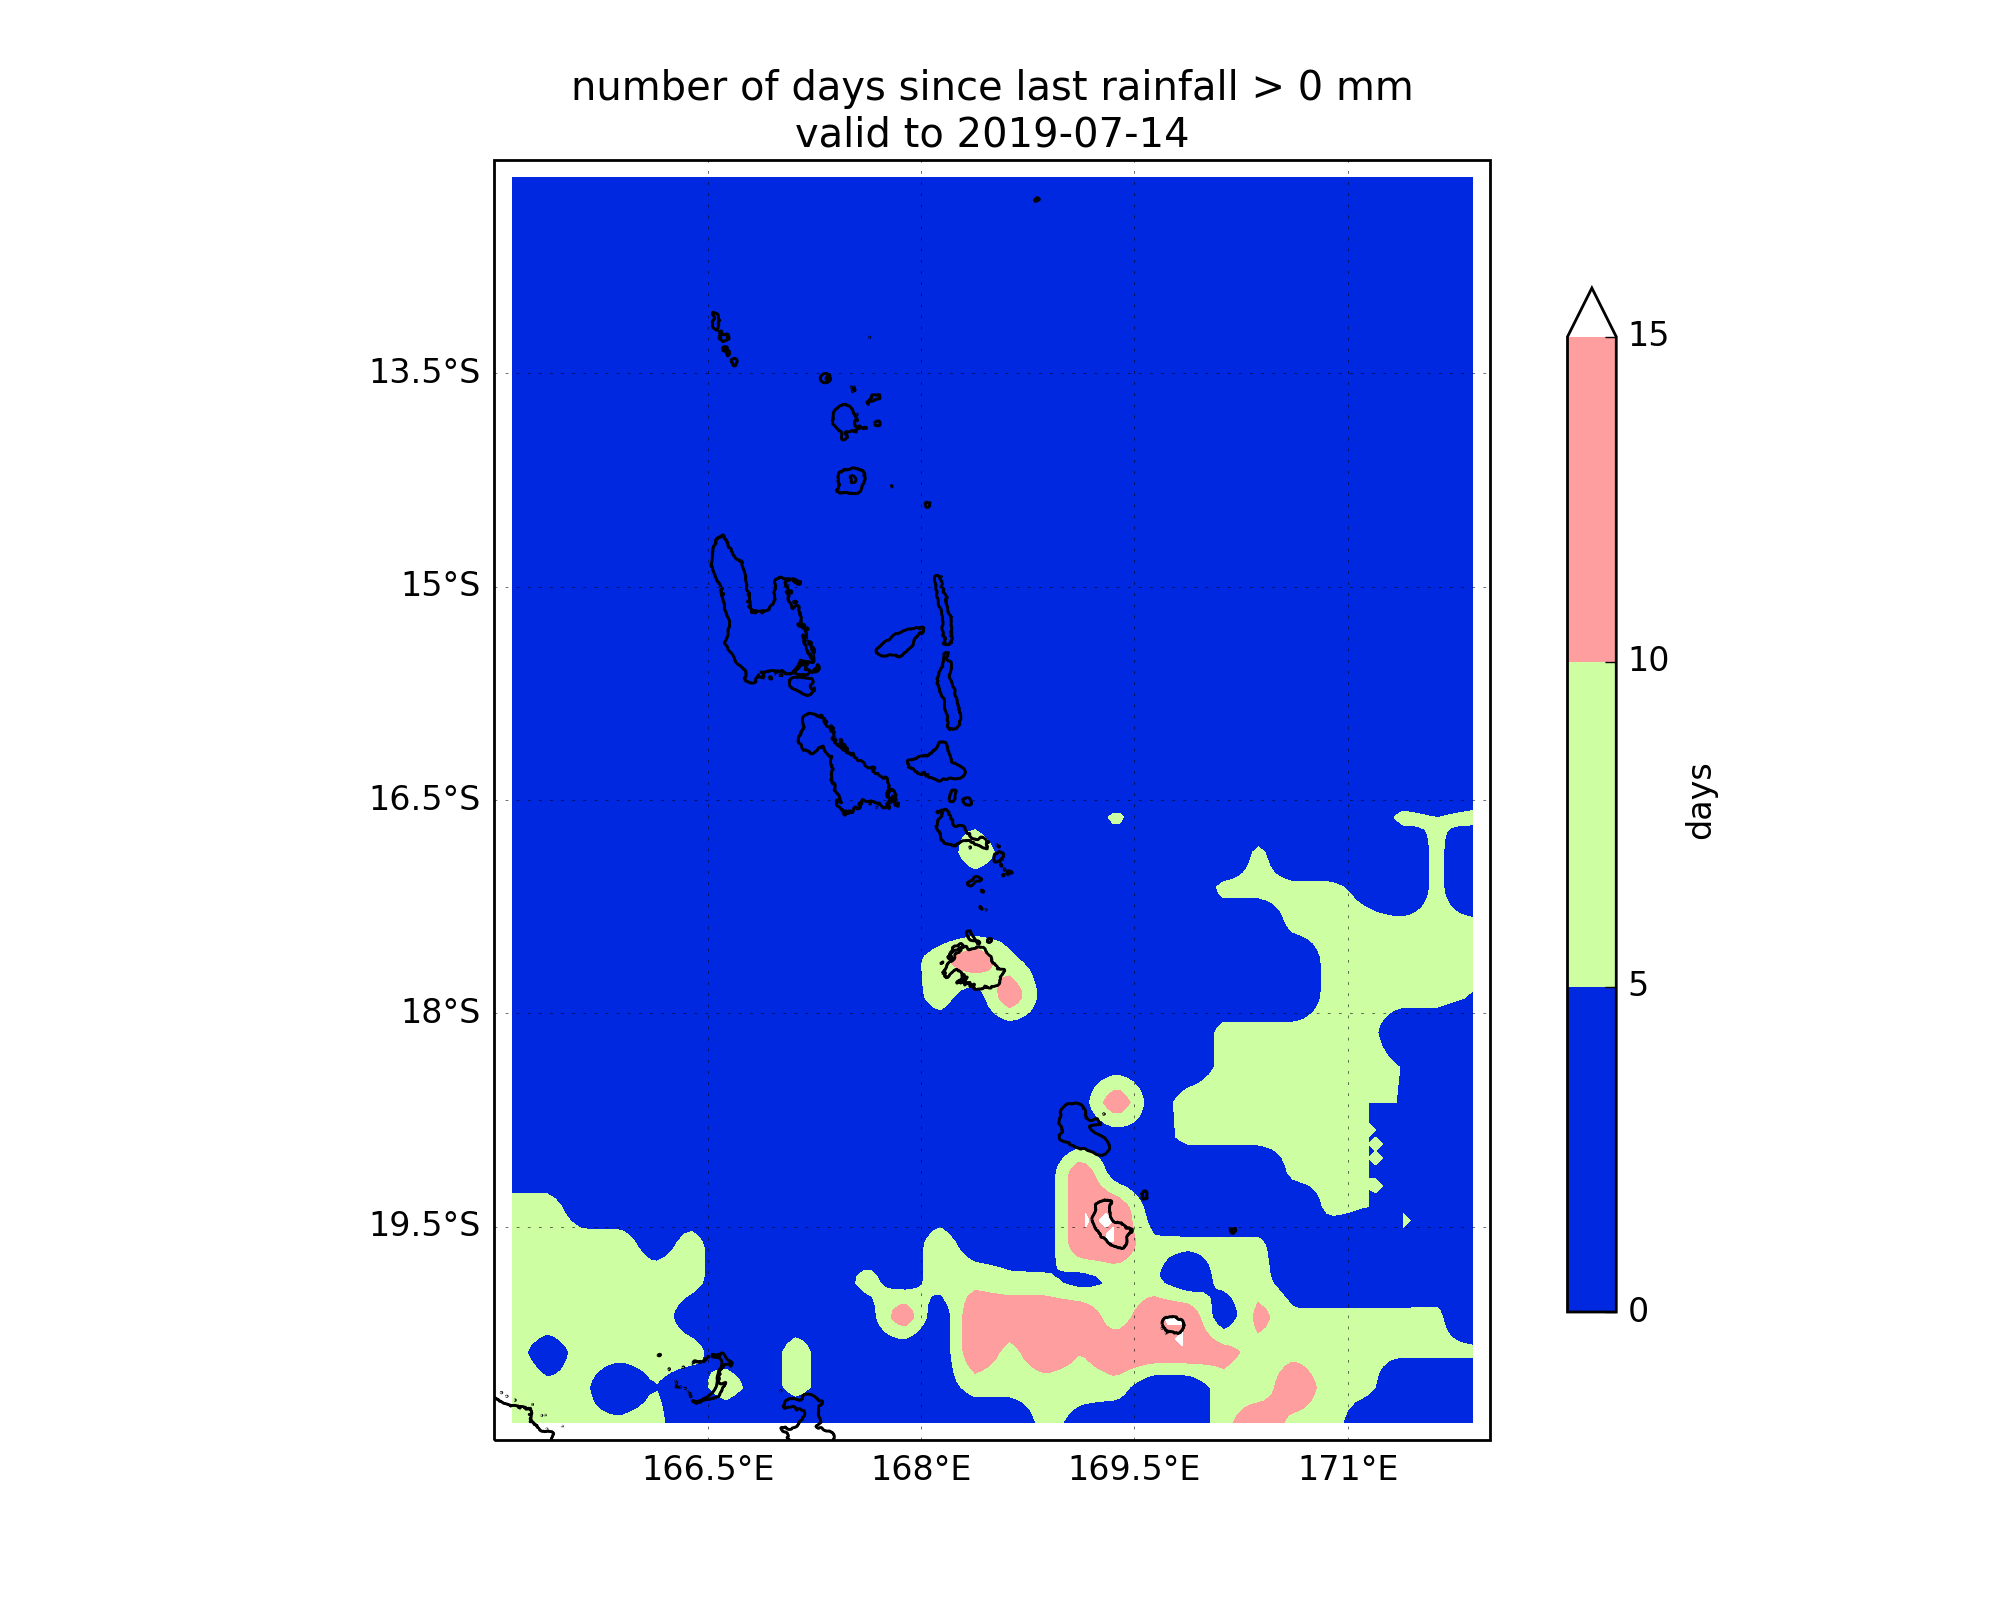 number of days since last rainfall > 0 mm
valid to 2019-07-14
13.5°S
15°S
16.5°S
18°S
19.5°S
166.5°E
168°E
169.5°E
171°E
15
10
5
0
days